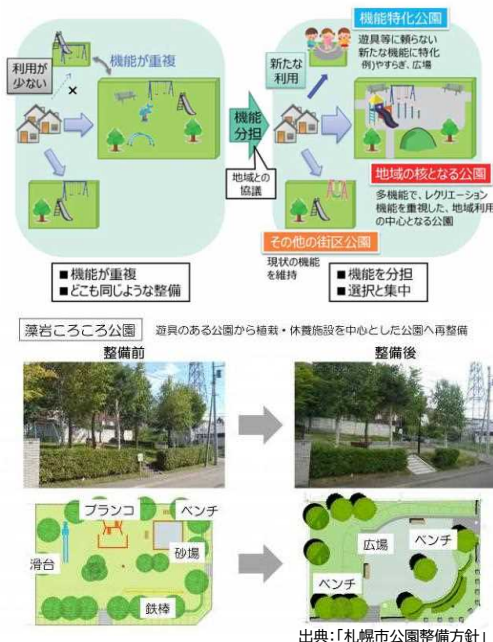 利用が
少ない
×
機能が重複
■機能が重複
■どこも同じような整備
機能
分担
地域との
協議
新たな
利用
機能特化公園
遊具等に頼らない
新たな機能に特化
例)やすらぎ、広場
地域の核となる公園
多機能で、レクリエーション
機能を重視した、地域利用
の中心となる公園
その他の街区公園
現状の機能
を維持
■機能を分担
■選択と集中
藻岩ころころ公園 遊具のある公園から植栽・休養施設を中心とした公園へ再整備
整備前
整備後
ブランコ
ベンチ
滑台
砂場
鉄棒
広場
ベンチ
ベンチ
出典:「札幌市公園整備方針」